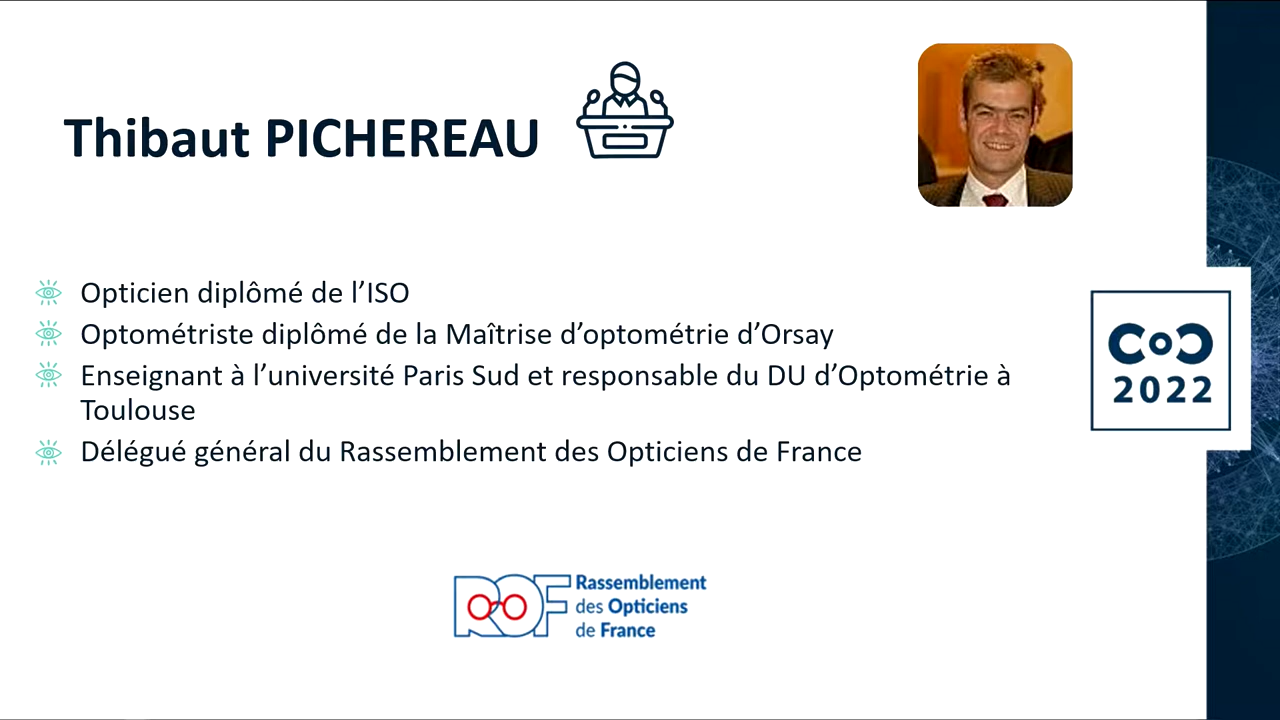 Thibaut PICHEREAU
Opticien diplômé de l’ISO
Optométriste diplômé de la Maîtrise d’optométrie d’Orsay
Enseignant à l’université Paris Sud et responsable du DU d’Optométrie à
Toulouse
Délégué général du Rassemblement des Opticiens de France
COC
2022
ROF
Rassemblement
des Opticiens
de France